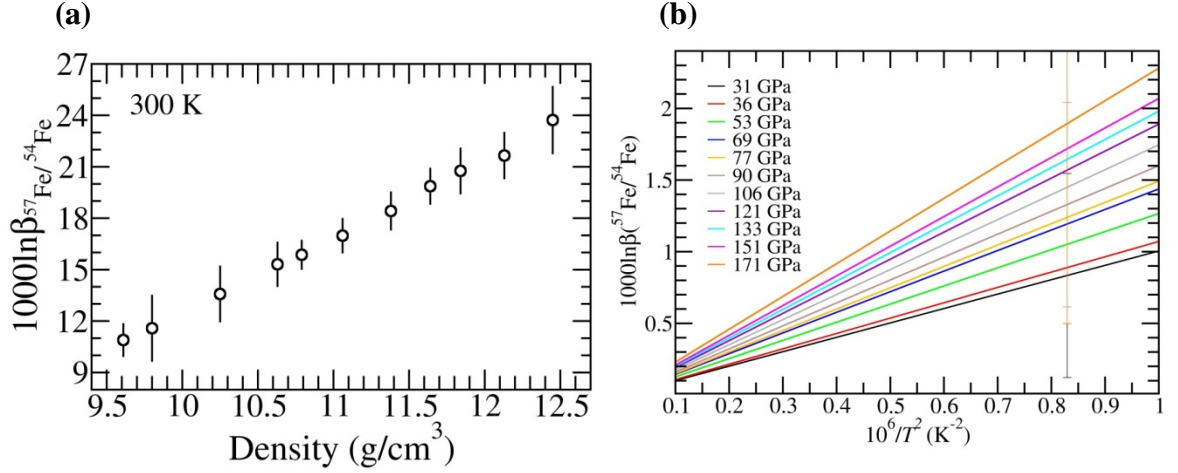 (a)
27
24
21
18
15
12
9
300 K
1000lnβ57Fe/54Fe
9.5 10 10.5 11 11.5 12 12.5
Density (g/cm3)
(b)
2
1.5
1
0.5
31 GPa
36 GPa
53 GPa
69 GPa
77 GPa
90 GPa
106 GPa
121 GPa
133 GPa
151 GPa
171 GPa
1000lnβ(57Fe/54Fe)
0.1 0.2 0.3 0.4 0.5 0.6 0.7 0.8 0.9 1
10^6/T^2 (K^-2)